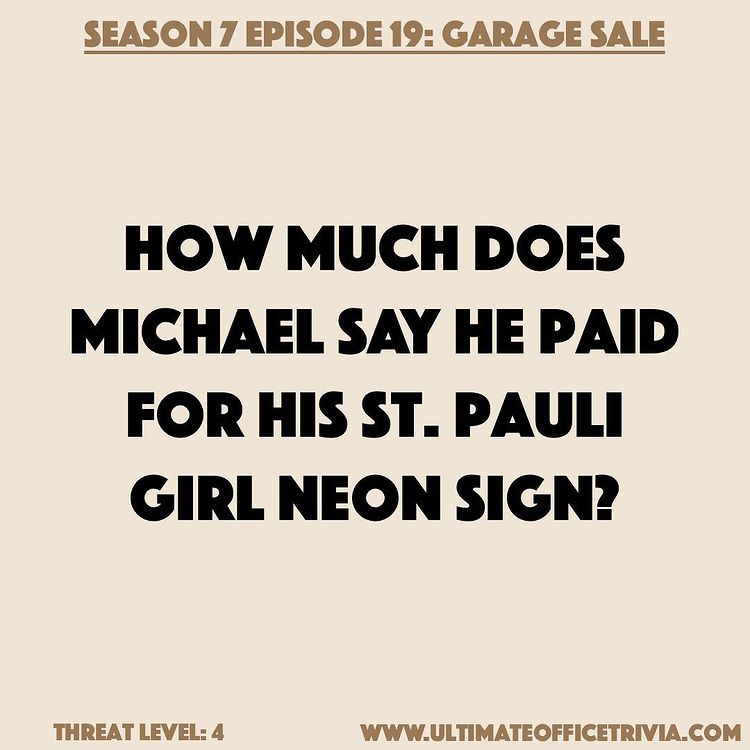 SEASON 7 EPISODE 19: GARAGE SALE
HOW MUCH DOES
MICHAEL SAY HE PAID
FOR HIS ST. PAULI
GIRL NEON SIGN?
THREAT LEVEL: 4
WWW.ULTIMATEOFFICETRIVIA.COM